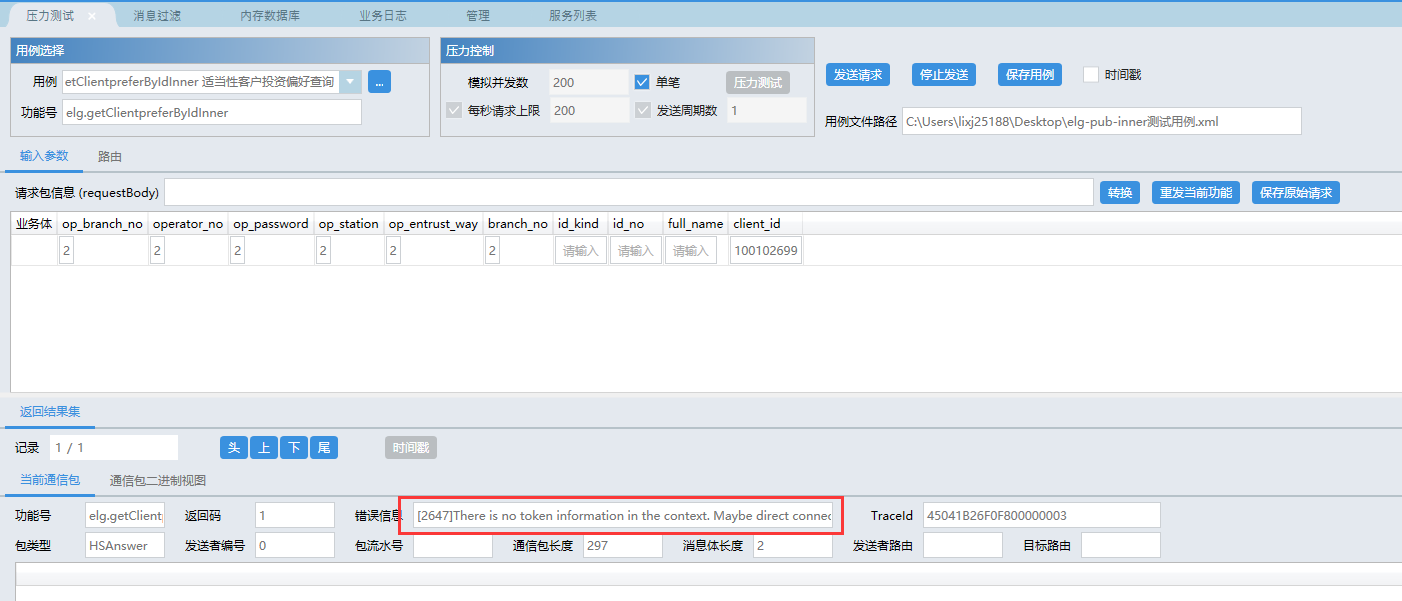 压力测试 × 消息过滤 内存数据库 业务日志 管理 服务列表
用例选择
用例 etClientpreferByIdInner 适当性客户投资偏好查询 ...
功能号 elg.getClientpreferByIdInner
压力控制
模拟并发数 200 单笔 压力测试
每秒请求上限 200 发送周期数 1
发送请求 停止发送 保存用例 时间戳
用例文件路径 C:\Users\lixj25188\Desktop\elg-pub-inner测试用例.xml
输入参数 路由
请求包信息 (requestBody) 转换 重发当前功能 保存原始请求
业务体 op_branch_no operator_no op_password op_station op_entrust_way branch_no id_kind id_no full_name client_id
2 2 2 2 2 2 请输入 请输入 请输入 100102699
返回结果集
记录 1 / 1 头 上 下 尾 时间戳
当前通信包 通信包二进制视图
功能号 elg.getClient 返回码 1 错误信息 [2647]There is no token information in the context. Maybe direct connec TraceId 45041B26F0F800000003
包类型 HSAnswer 发送者编号 0 包流水号 通信包长度 297 消息体长度 2 发送者路由 目标路由